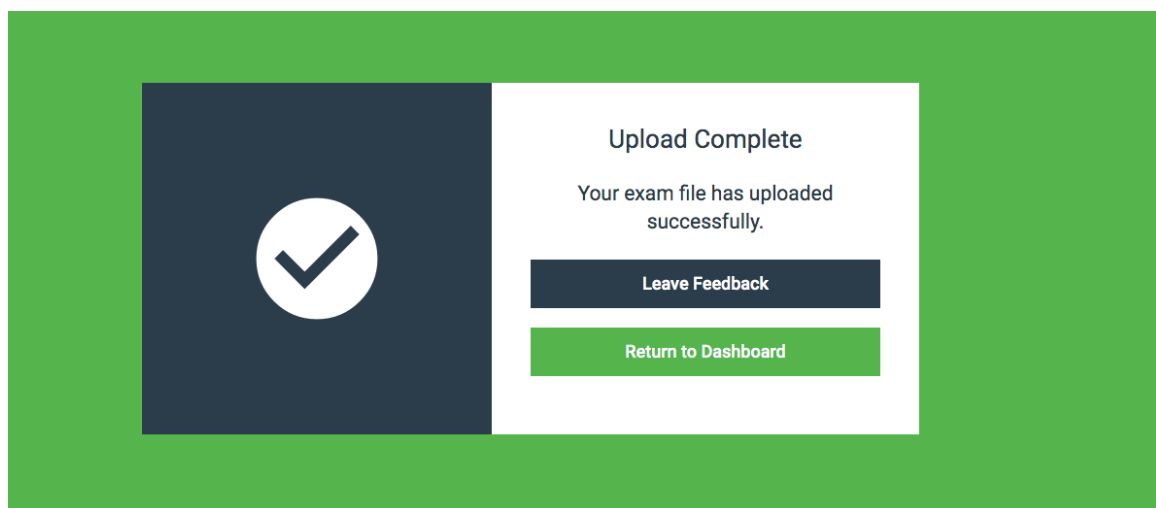 Upload Complete
Your exam file has uploaded
successfully.
Leave Feedback
Return to Dashboard